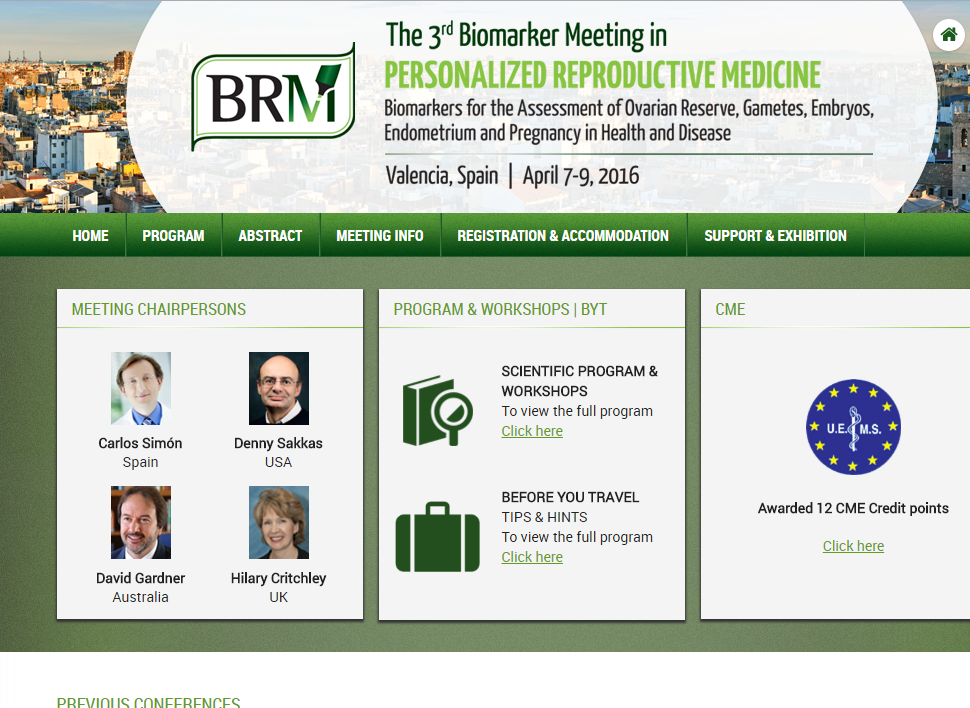 BRM
The 3rd Biomarker Meeting in
PERSONALIZED REPRODUCTIVE MEDICINE
Biomarkers for the Assessment of Ovarian Reserve, Gametes, Embryos,
Endometrium and Pregnancy in Health and Disease
Valencia, Spain | April 7-9, 2016
HOME PROGRAM ABSTRACT MEETING INFO REGISTRATION & ACCOMMODATION SUPPORT & EXHIBITION
MEETING CHAIRPERSONS
Carlos Simón
Spain
Denny Sakkas
USA
David Gardner
Australia
Hilary Critchley
UK
PROGRAM & WORKSHOPS | BYT
SCIENTIFIC PROGRAM &
WORKSHOPS
To view the full program
Click here
BEFORE YOU TRAVEL
TIPS & HINTS
To view the full program
Click here
CME
U.E.M.S.
Awarded 12 CME Credit points
Click here
PREVIOUS CONFERENCES